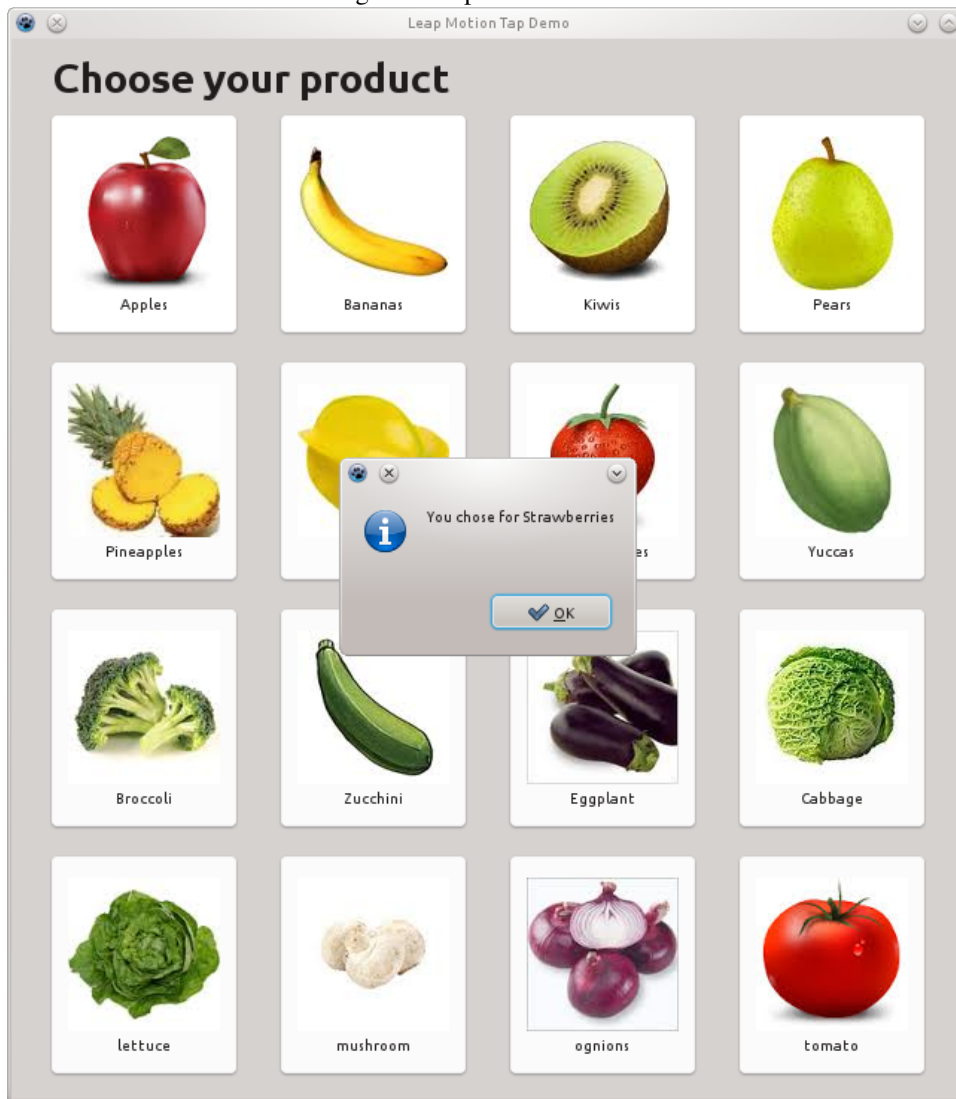 Leap Motion Tap Demo
Choose your product
Apples Bananas Kiwis Pears
You chose for Strawberries
OK
Pineapples es Yuccas
Broccoli Zucchini Eggplant Cabbage
lettuce mushroom ognions tomato